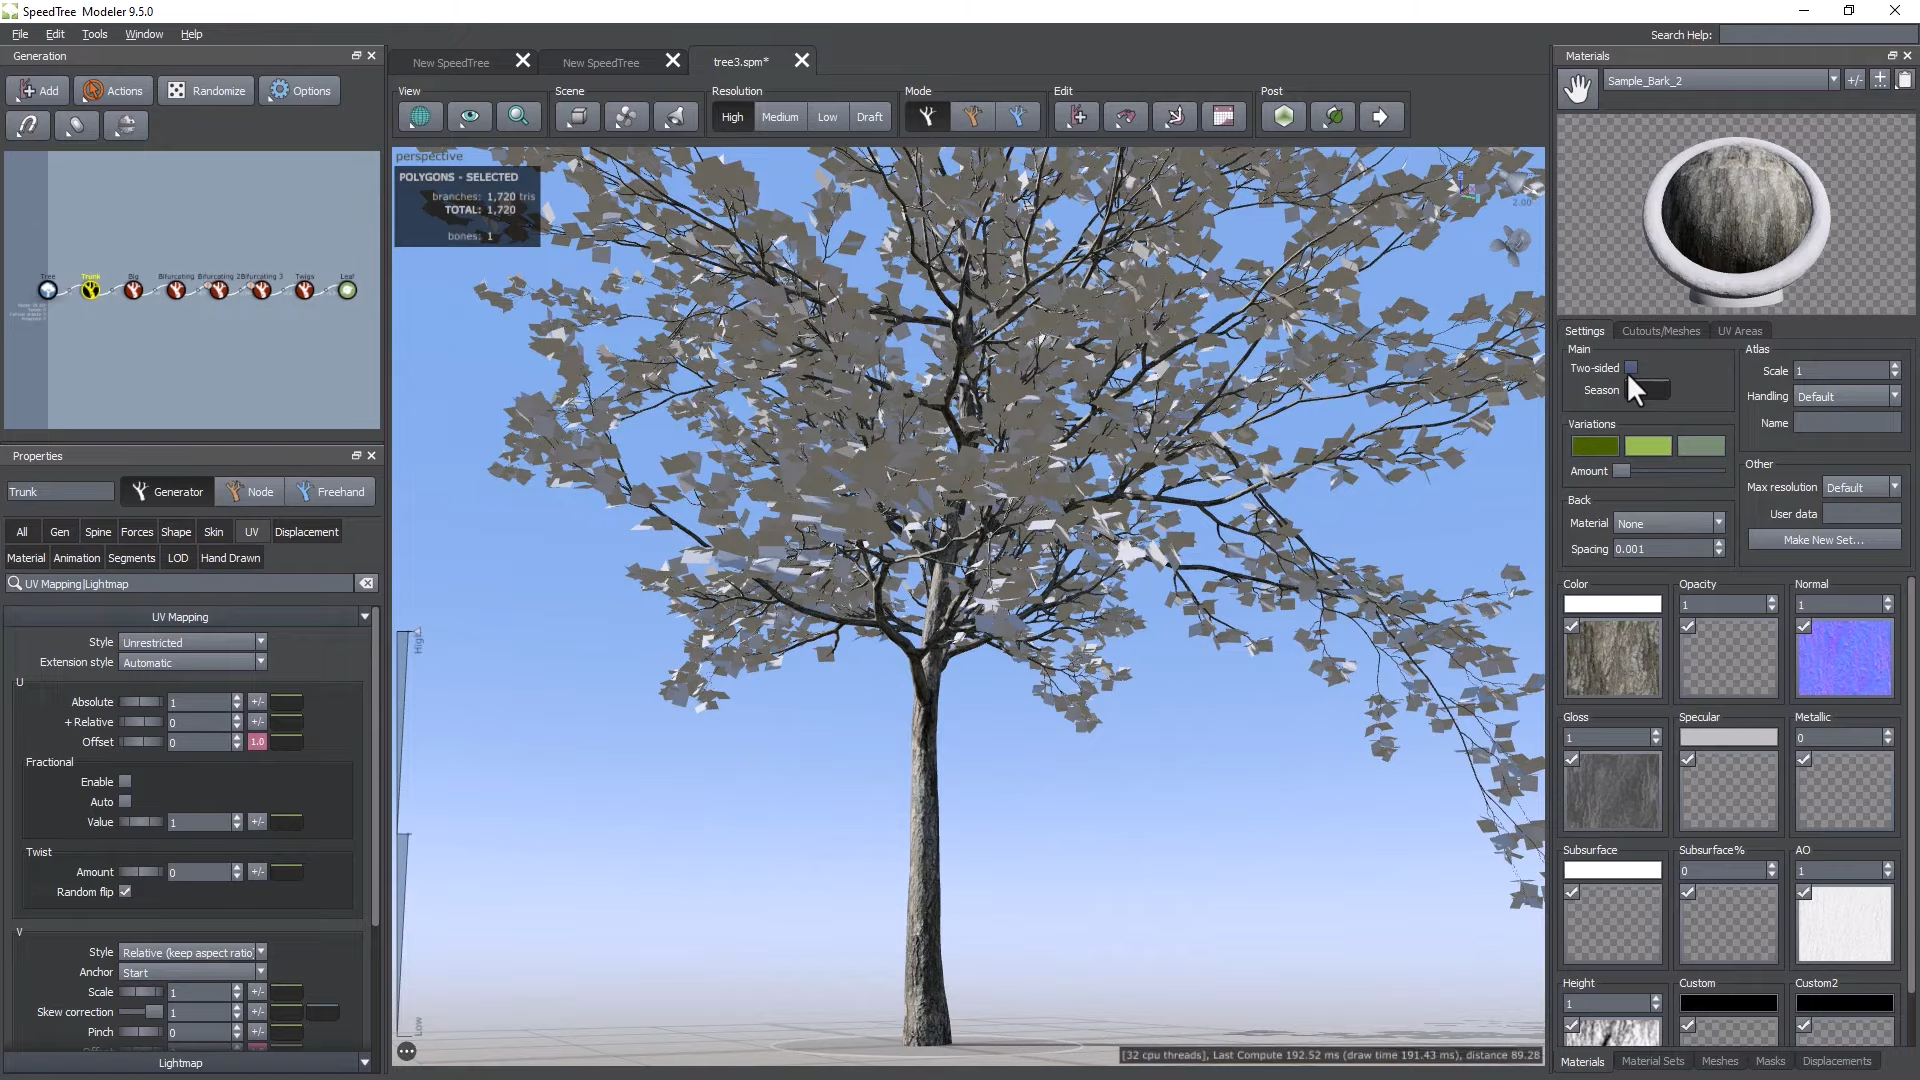 SpeedTree Modeler 9.5.0
File Edit Tools Window Help
Search Help:
Generation
Add Actions Randomize Options
Tree Trunk Big Bifurcating Bifurcating 2 Bifurcating 3 Twigs Leaf
Properties
Trunk Generator Node Freehand
All Gen Spine Forces Shape Skin UV Displacement
Material Animation Segments LOD Hand Drawn
UV Mapping|Lightmap
UV Mapping
Style Unrestricted
Extension style Automatic
U
Absolute 1 +/-
+ Relative 0 +/-
Offset 0 1.0
Fractional
Enable
Auto
Value 1 +/-
Twist
Amount 0 +/-
Random flip
V
Style Relative (keep aspect ratio)
Anchor Start
Scale 1 +/-
Skew correction 1 +/-
Pinch 0 +/-
Lightmap
New SpeedTree New SpeedTree tree3.spm*
View Scene Resolution Mode Edit Post
High Medium Low Draft
perspective
POLYGONS - SELECTED
branches: 1,720 tris
TOTAL: 1,720
bones: 1
2.00
High
Low
[32 cpu threads], Last Compute 192.52 ms (draw time 191.43 ms), distance 89.28
Materials
Sample_Bark_2 +/-
Settings Cutouts/Meshes UV Areas
Main
Two-sided
Season
Atlas
Scale 1
Handling Default
Name
Variations
Amount
Other
Max resolution Default
User data
Make New Set...
Back
Material None
Spacing 0.001
Color Opacity Normal
1 1
Gloss Specular Metallic
1 0
Subsurface Subsurface% AO
0 1
Height Custom Custom2
1
Materials Material Sets Meshes Masks Displacements